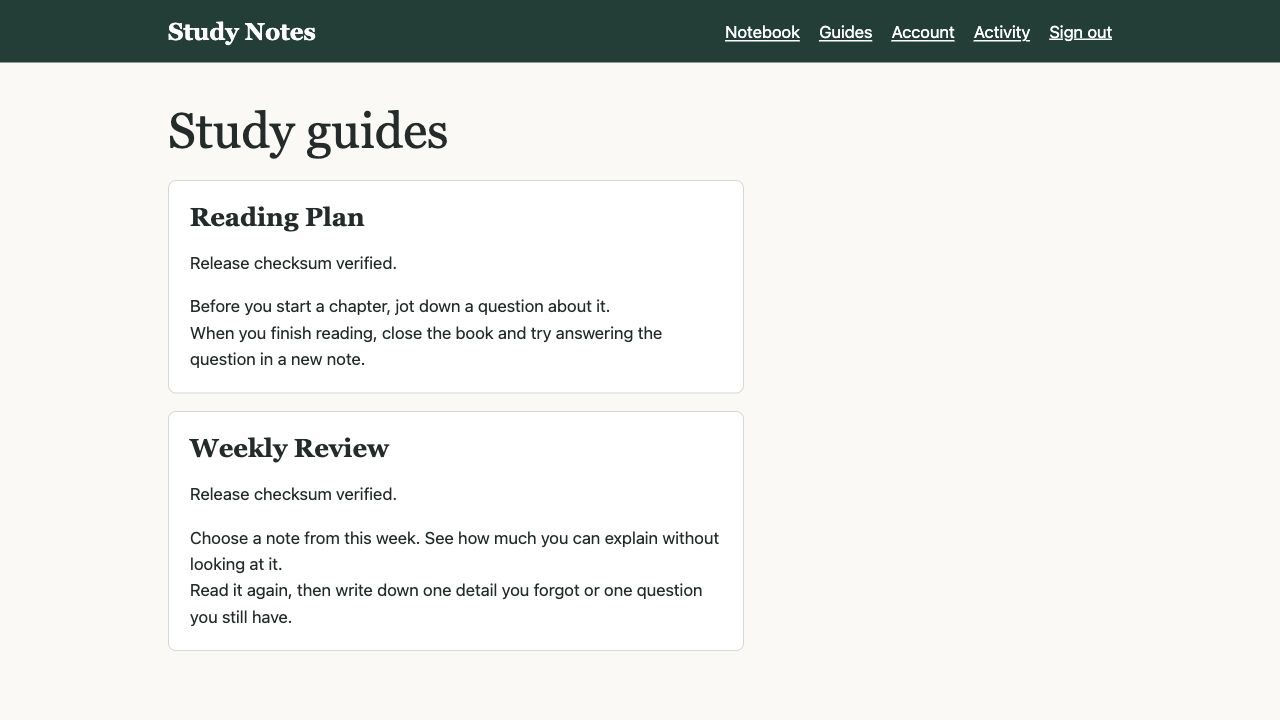 Study Notes
Notebook Guides Account Activity Sign out
Study guides
Reading Plan
Release checksum verified.
Before you start a chapter, jot down a question about it.
When you finish reading, close the book and try answering the
question in a new note.
Weekly Review
Release checksum verified.
Choose a note from this week. See how much you can explain without
looking at it.
Read it again, then write down one detail you forgot or one question
you still have.